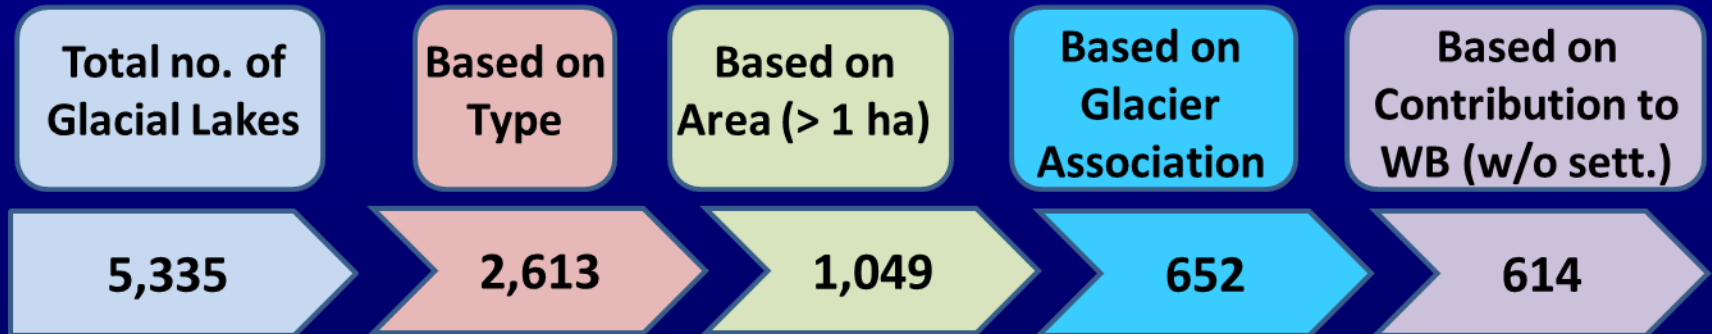 Total no. of
Glacial Lakes
Based on
Type
Based on
Area (> 1 ha)
Based on
Glacier
Association
Based on
Contribution to
WB (w/o sett.)
5,335
2,613
1,049
652
614